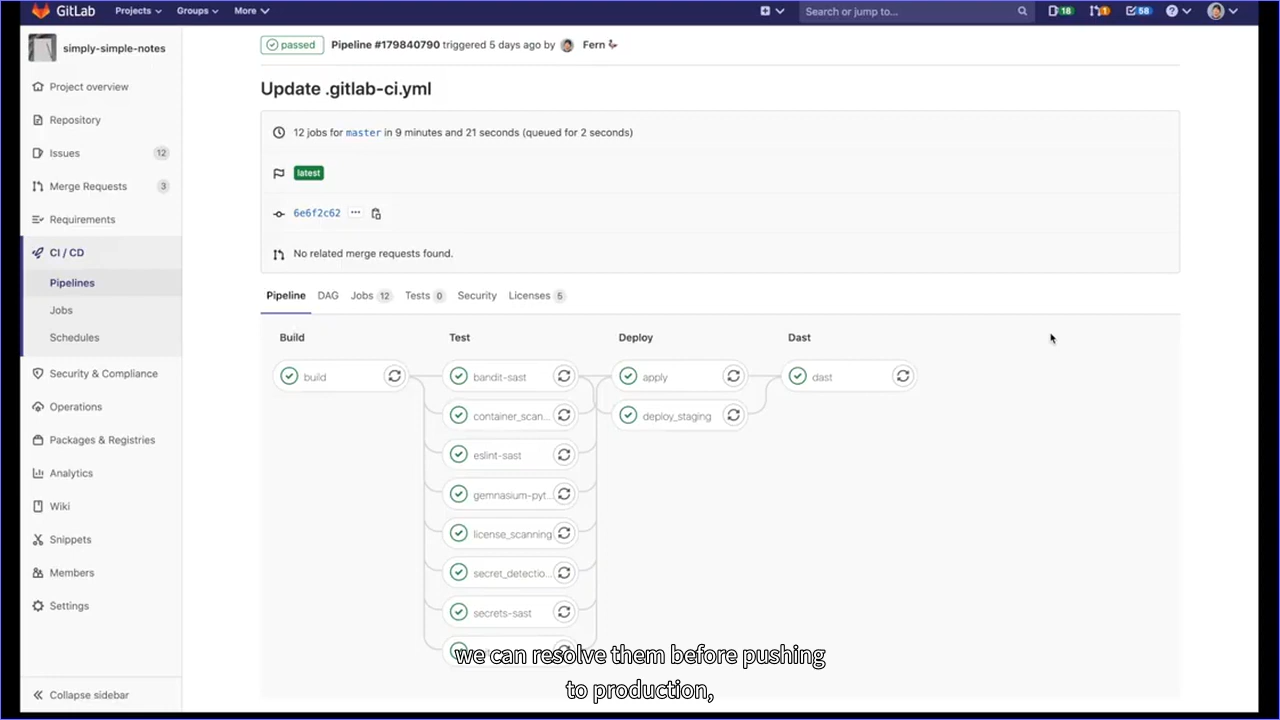 GitLab Projects Groups More Search or jump to... 18 1 58
simply-simple-notes
Project overview
Repository
Issues 12
Merge Requests 3
Requirements
CI / CD
Pipelines
Jobs
Schedules
Security & Compliance
Operations
Packages & Registries
Analytics
Wiki
Snippets
Members
Settings
Collapse sidebar
passed Pipeline #179840790 triggered 5 days ago by Fern
Update .gitlab-ci.yml
12 jobs for master in 9 minutes and 21 seconds (queued for 2 seconds)
latest
6e6f2c62 ...
No related merge requests found.
Pipeline DAG Jobs 12 Tests 0 Security Licenses 5
Build Test Deploy Dast
build bandit-sast apply dast
container_scan... deploy_staging
eslint-sast
gemnasium-pyt...
license_scanning
secret_detectio...
secrets-sast
we can resolve them before pushing
to production,